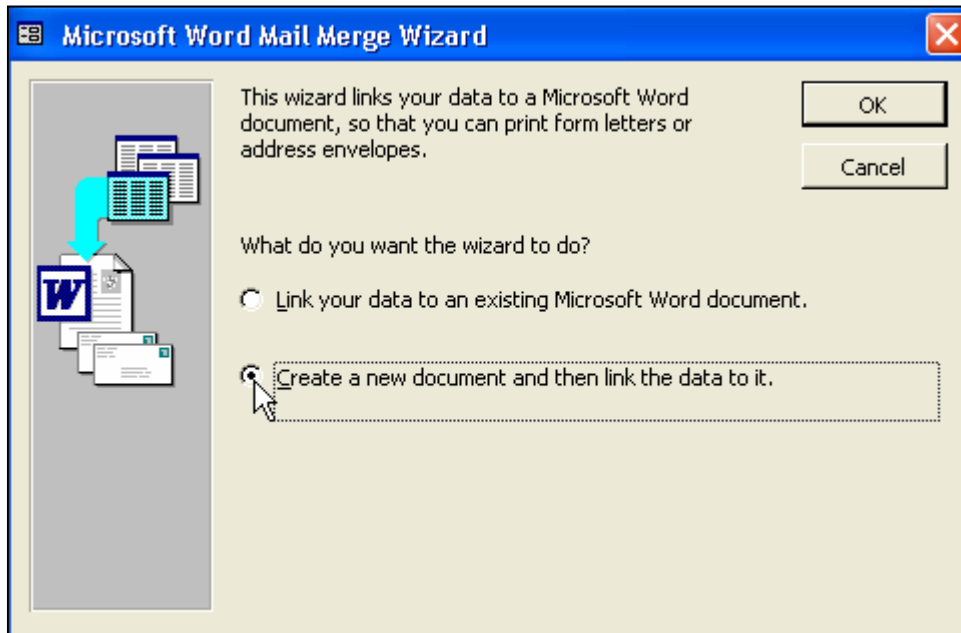 Microsoft Word Mail Merge Wizard
This wizard links your data to a Microsoft Word
document, so that you can print form letters or
address envelopes.
OK
Cancel
What do you want the wizard to do?
Link your data to an existing Microsoft Word document.
Create a new document and then link the data to it.
W